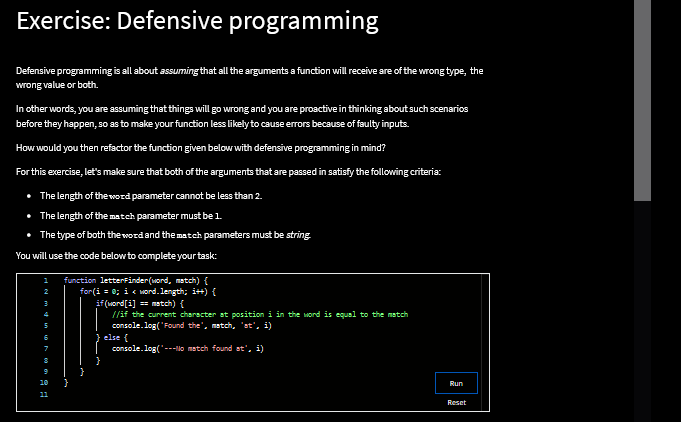 Exercise: Defensive programming
Defensive programming is all about assuming that all the arguments a function will receive are of the wrong type, the
wrong value or both.
In other words, you are assuming that things will go wrong and you are proactive in thinking about such scenarios
before they happen, so as to make your function less likely to cause errors because of faulty inputs.
How would you then refactor the function given below with defensive programming in mind?
For this exercise, let's make sure that both of the arguments that are passed in satisfy the following criteria:
• The length of the word parameter cannot be less than 2.
• The length of the match parameter must be 1.
• The type of both the word and the match parameters must be string.
You will use the code below to complete your task:
1 function letterFinder(word, match) {
2 for(i = 0; i < word.length; i++) {
3 if(word[i] == match) {
4 //if the current character at position i in the word is equal to the match
5 console.log('Found the', match, 'at', i)
6 } else {
7 console.log('---No match found at', i)
8 }
9 }
10 }
11
Run
Reset